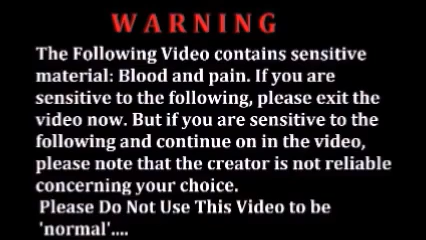 WARNING
The Following Video contains sensitive
material: Blood and pain. If you are
sensitive to the following, please exit the
video now. But if you are sensitive to the
following and continue on in the video,
please note that the creator is not reliable
concerning your choice.
Please Do Not Use This Video to be
'normal'....